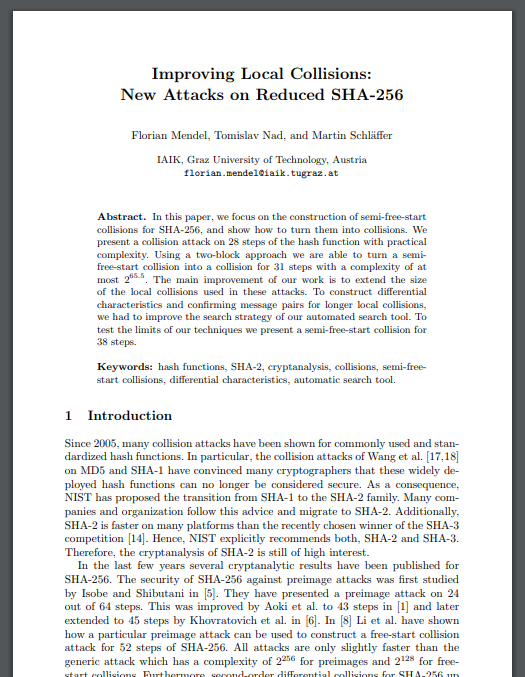 Improving Local Collisions:
New Attacks on Reduced SHA-256
Florian Mendel, Tomislav Nad, and Martin Schläffer
IAIK, Graz University of Technology, Austria
florian.mendel@iaik.tugraz.at
Abstract. In this paper, we focus on the construction of semi-free-start
collisions for SHA-256, and show how to turn them into collisions. We
present a collision attack on 28 steps of the hash function with practical
complexity. Using a two-block approach we are able to turn a semi-
free-start collision into a collision for 31 steps with a complexity of at
most 2^65.5. The main improvement of our work is to extend the size
of the local collisions used in these attacks. To construct differential
characteristics and confirming message pairs for longer local collisions,
we had to improve the search strategy of our automated search tool. To
test the limits of our techniques we present a semi-free-start collision for
38 steps.
Keywords: hash functions, SHA-2, cryptanalysis, collisions, semi-free-
start collisions, differential characteristics, automatic search tool.
1 Introduction
Since 2005, many collision attacks have been shown for commonly used and stan-
dardized hash functions. In particular, the collision attacks of Wang et al. [17,18]
on MD5 and SHA-1 have convinced many cryptographers that these widely de-
ployed hash functions can no longer be considered secure. As a consequence,
NIST has proposed the transition from SHA-1 to the SHA-2 family. Many com-
panies and organization follow this advice and migrate to SHA-2. Additionally,
SHA-2 is faster on many platforms than the recently chosen winner of the SHA-3
competition [14]. Hence, NIST explicitly recommends both, SHA-2 and SHA-3.
Therefore, the cryptanalysis of SHA-2 is still of high interest.
In the last few years several cryptanalytic results have been published for
SHA-256. The security of SHA-256 against preimage attacks was first studied
by Isobe and Shibutani in [5]. They have presented a preimage attack on 24
out of 64 steps. This was improved by Aoki et al. to 43 steps in [1] and later
extended to 45 steps by Khovratovich et al. in [6]. In [8] Li et al. have shown
how a particular preimage attack can be used to construct a free-start collision
attack for 52 steps of SHA-256. All attacks are only slightly faster than the
generic attack which has a complexity of 2^256 for preimages and 2^128 for free-
start collisions. Furthermore, second-order differential collisions for SHA-256 up